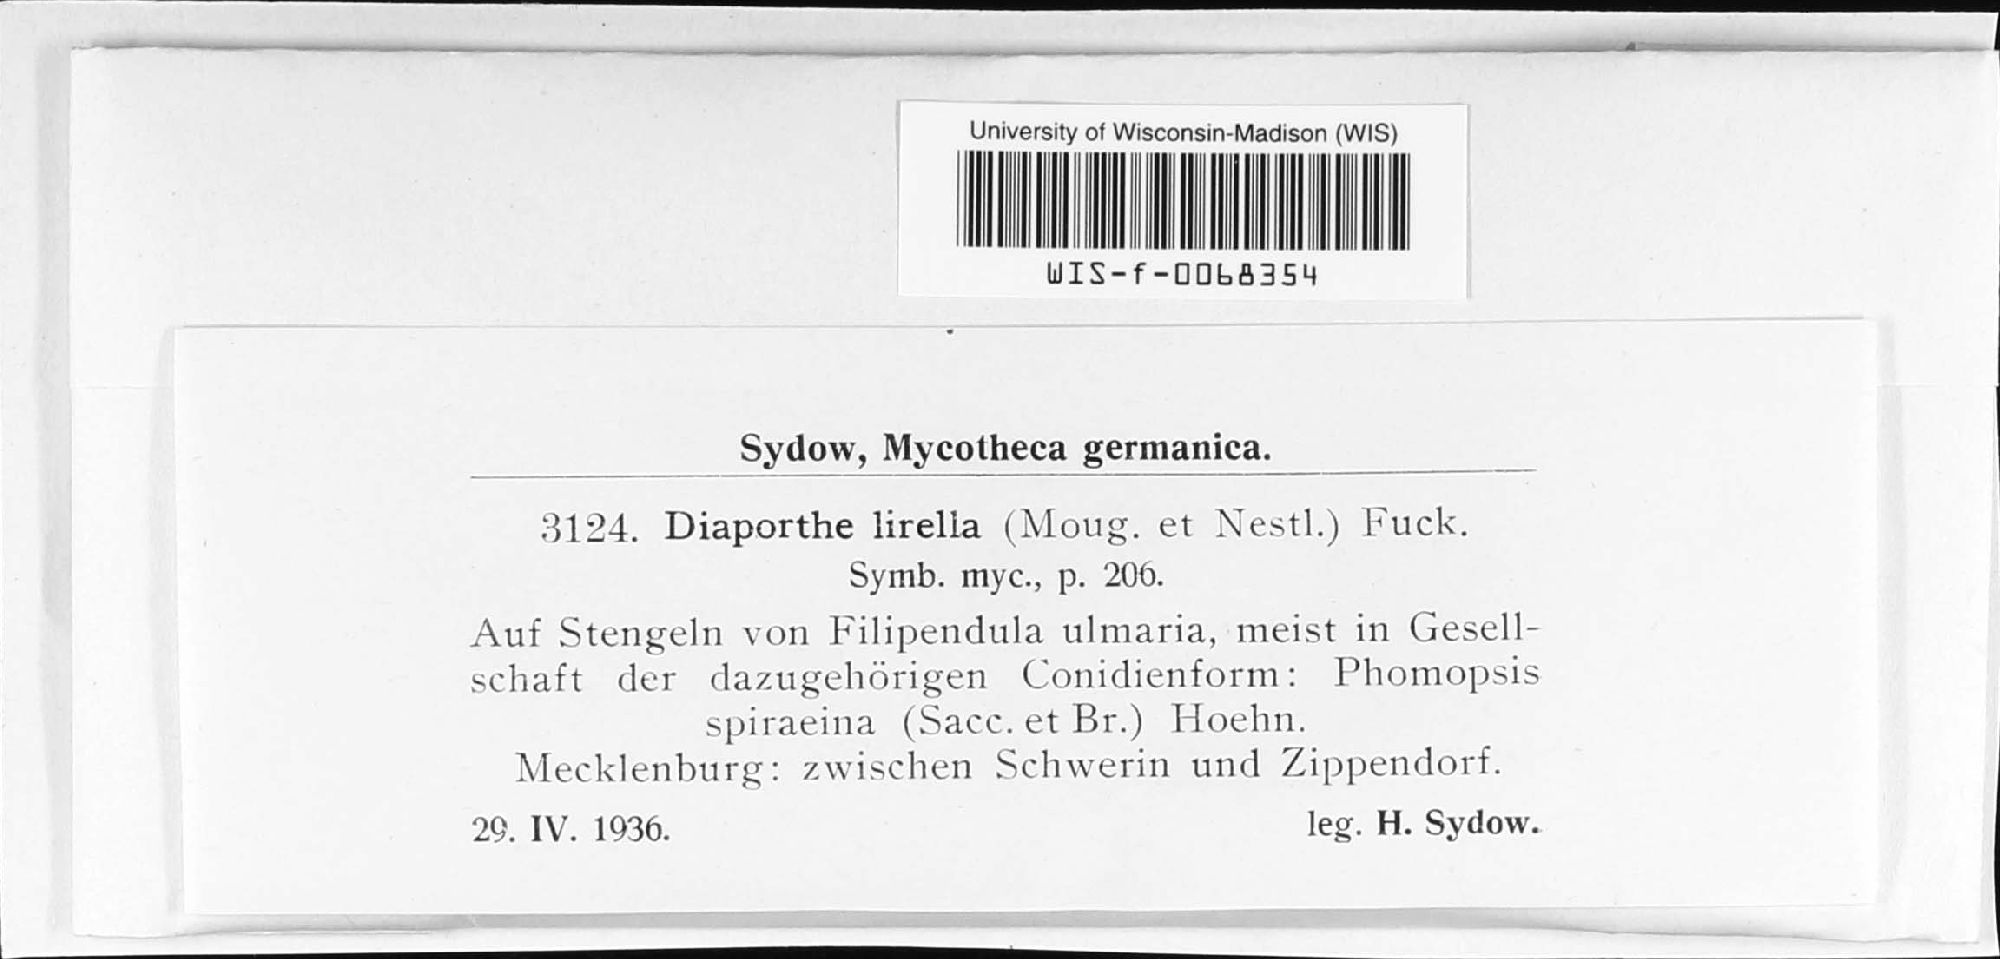 University of Wisconsin-Madison (WIS)
WIS-f-0068354
Sydow, Mycotheca germanica.
3124. Diaporthe lirella (Moug. et Nestl.) Fuck.
Symb. myc., p. 206.
Auf Stengeln von Filipendula ulmaria, meist in Gesell-
schaft der dazugehörigen Conidienform: Phomopsis
spiraeina (Sacc. et Br.) Hoehn.
Mecklenburg: zwischen Schwerin und Zippendorf.
29. IV. 1936. leg. H. Sydow.